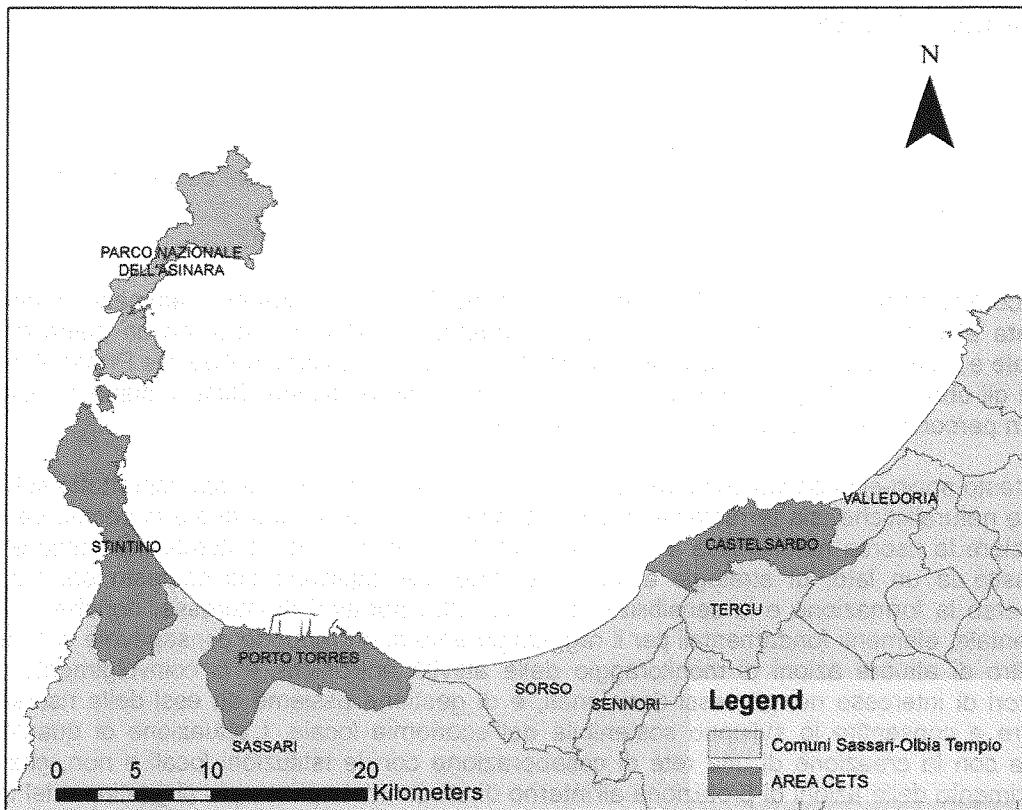 N
PARCO NAZIONALE
DELL'ASINARA
STINTINO
VALLEDORIA
CASTELSARDO
TERGU
PORTO TORRES
SORSO
SENNORI
SASSARI
Legend
Comuni Sassari-Olbia Tempio
AREA CETS
0 5 10 20
Kilometers